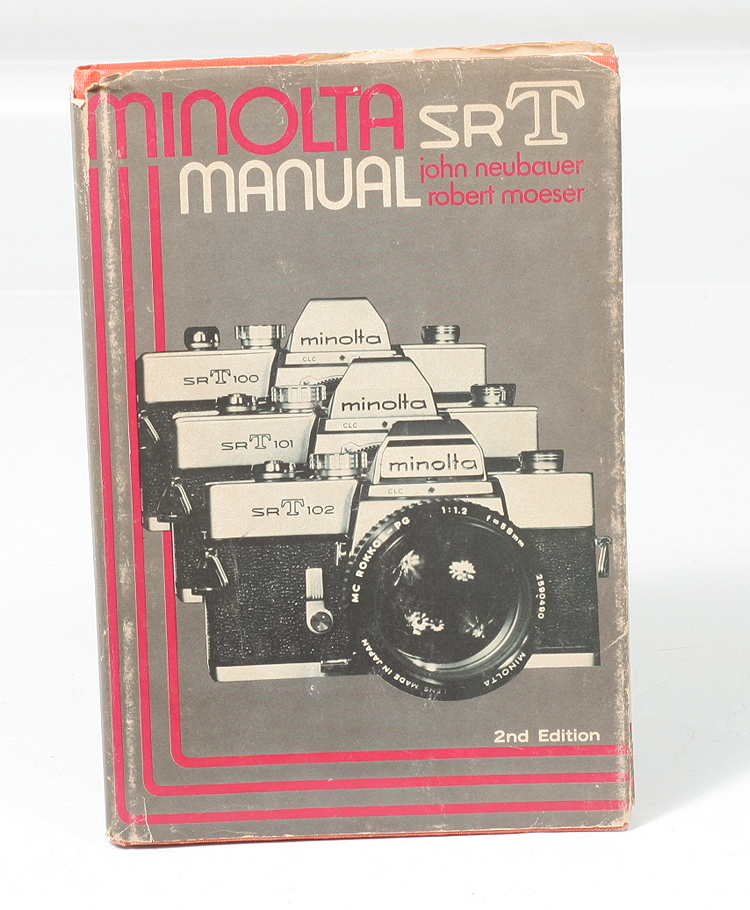 MINOLTA SRT
MANUAL
john neubauer
robert moeser
minolta
CLC
SRT 100
minolta
CLC
SRT 101
minolta
CLC
SRT 102
MC ROKKOR-PG 1:1.2 f=58mm 2590490
LENS MADE IN JAPAN MINOLTA
2nd Edition